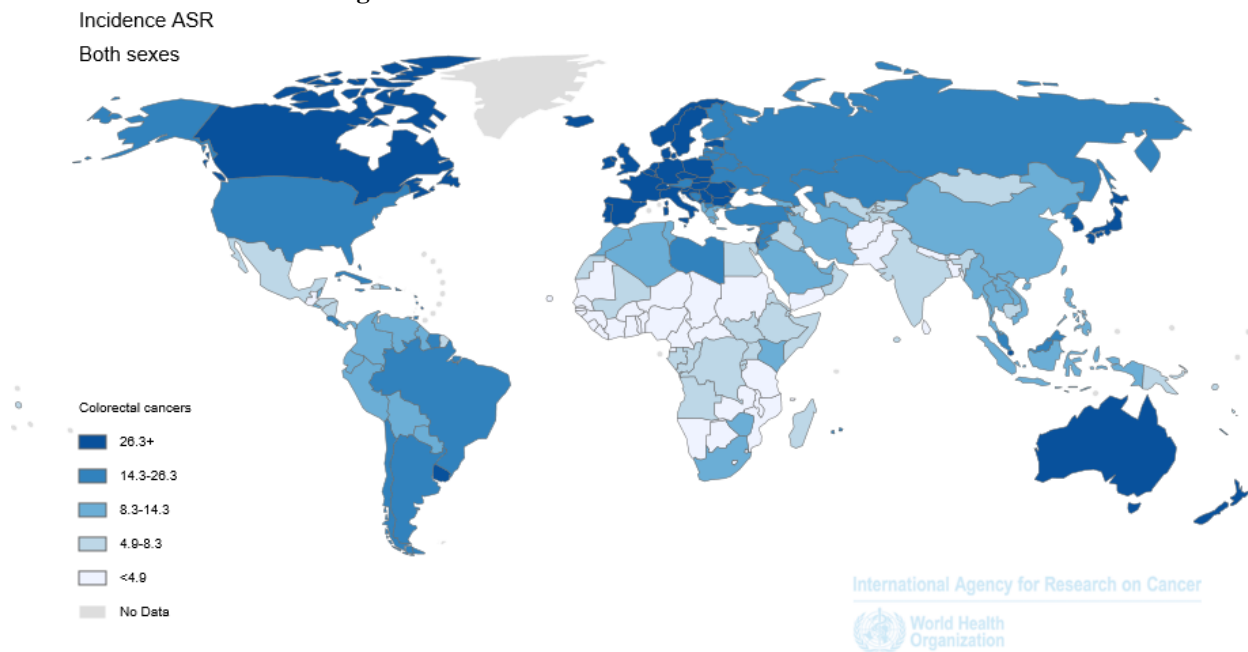 Incidence ASR
Both sexes
Colorectal cancers
26.3+
14.3-26.3
8.3-14.3
4.9-8.3
<4.9
No Data
International Agency for Research on Cancer
World Health
Organization